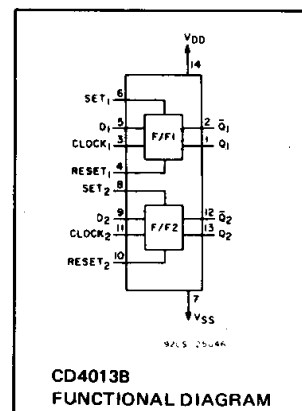 VDD
14
6
SET1
5
D1
2
Q̅1
F/F1
3
CLOCK1
1
Q1
4
RESET1
8
SET2
9
D2
12
Q̅2
F/F2
11
CLOCK2
13
Q2
10
RESET2
7
VSS
92CS-25046
CD4013B
FUNCTIONAL DIAGRAM